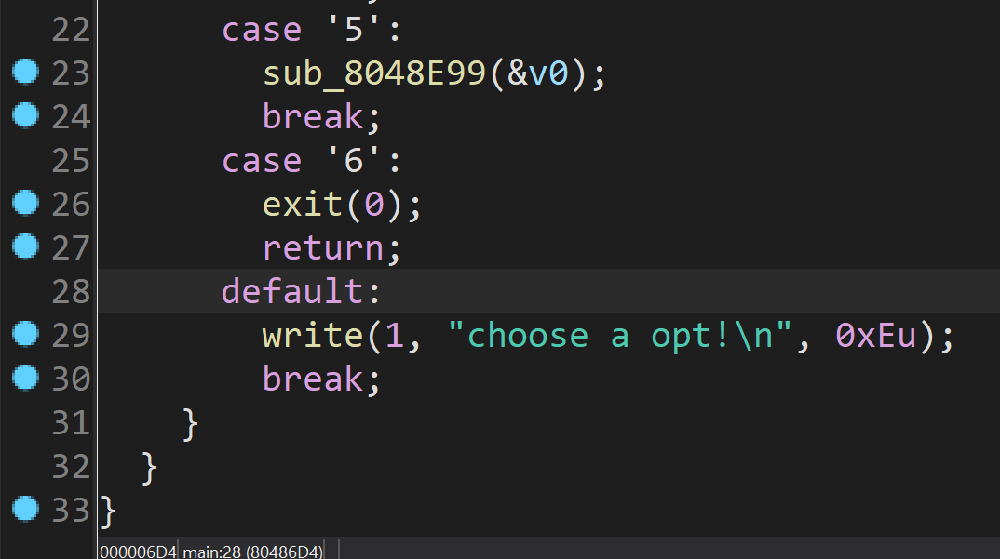 22 case '5':
23 sub_8048E99(&v0);
24 break;
25 case '6':
26 exit(0);
27 return;
28 default:
29 write(1, "choose a opt!\n", 0xEu);
30 break;
31 }
32 }
33 }
000006D4 main:28 (80486D4)